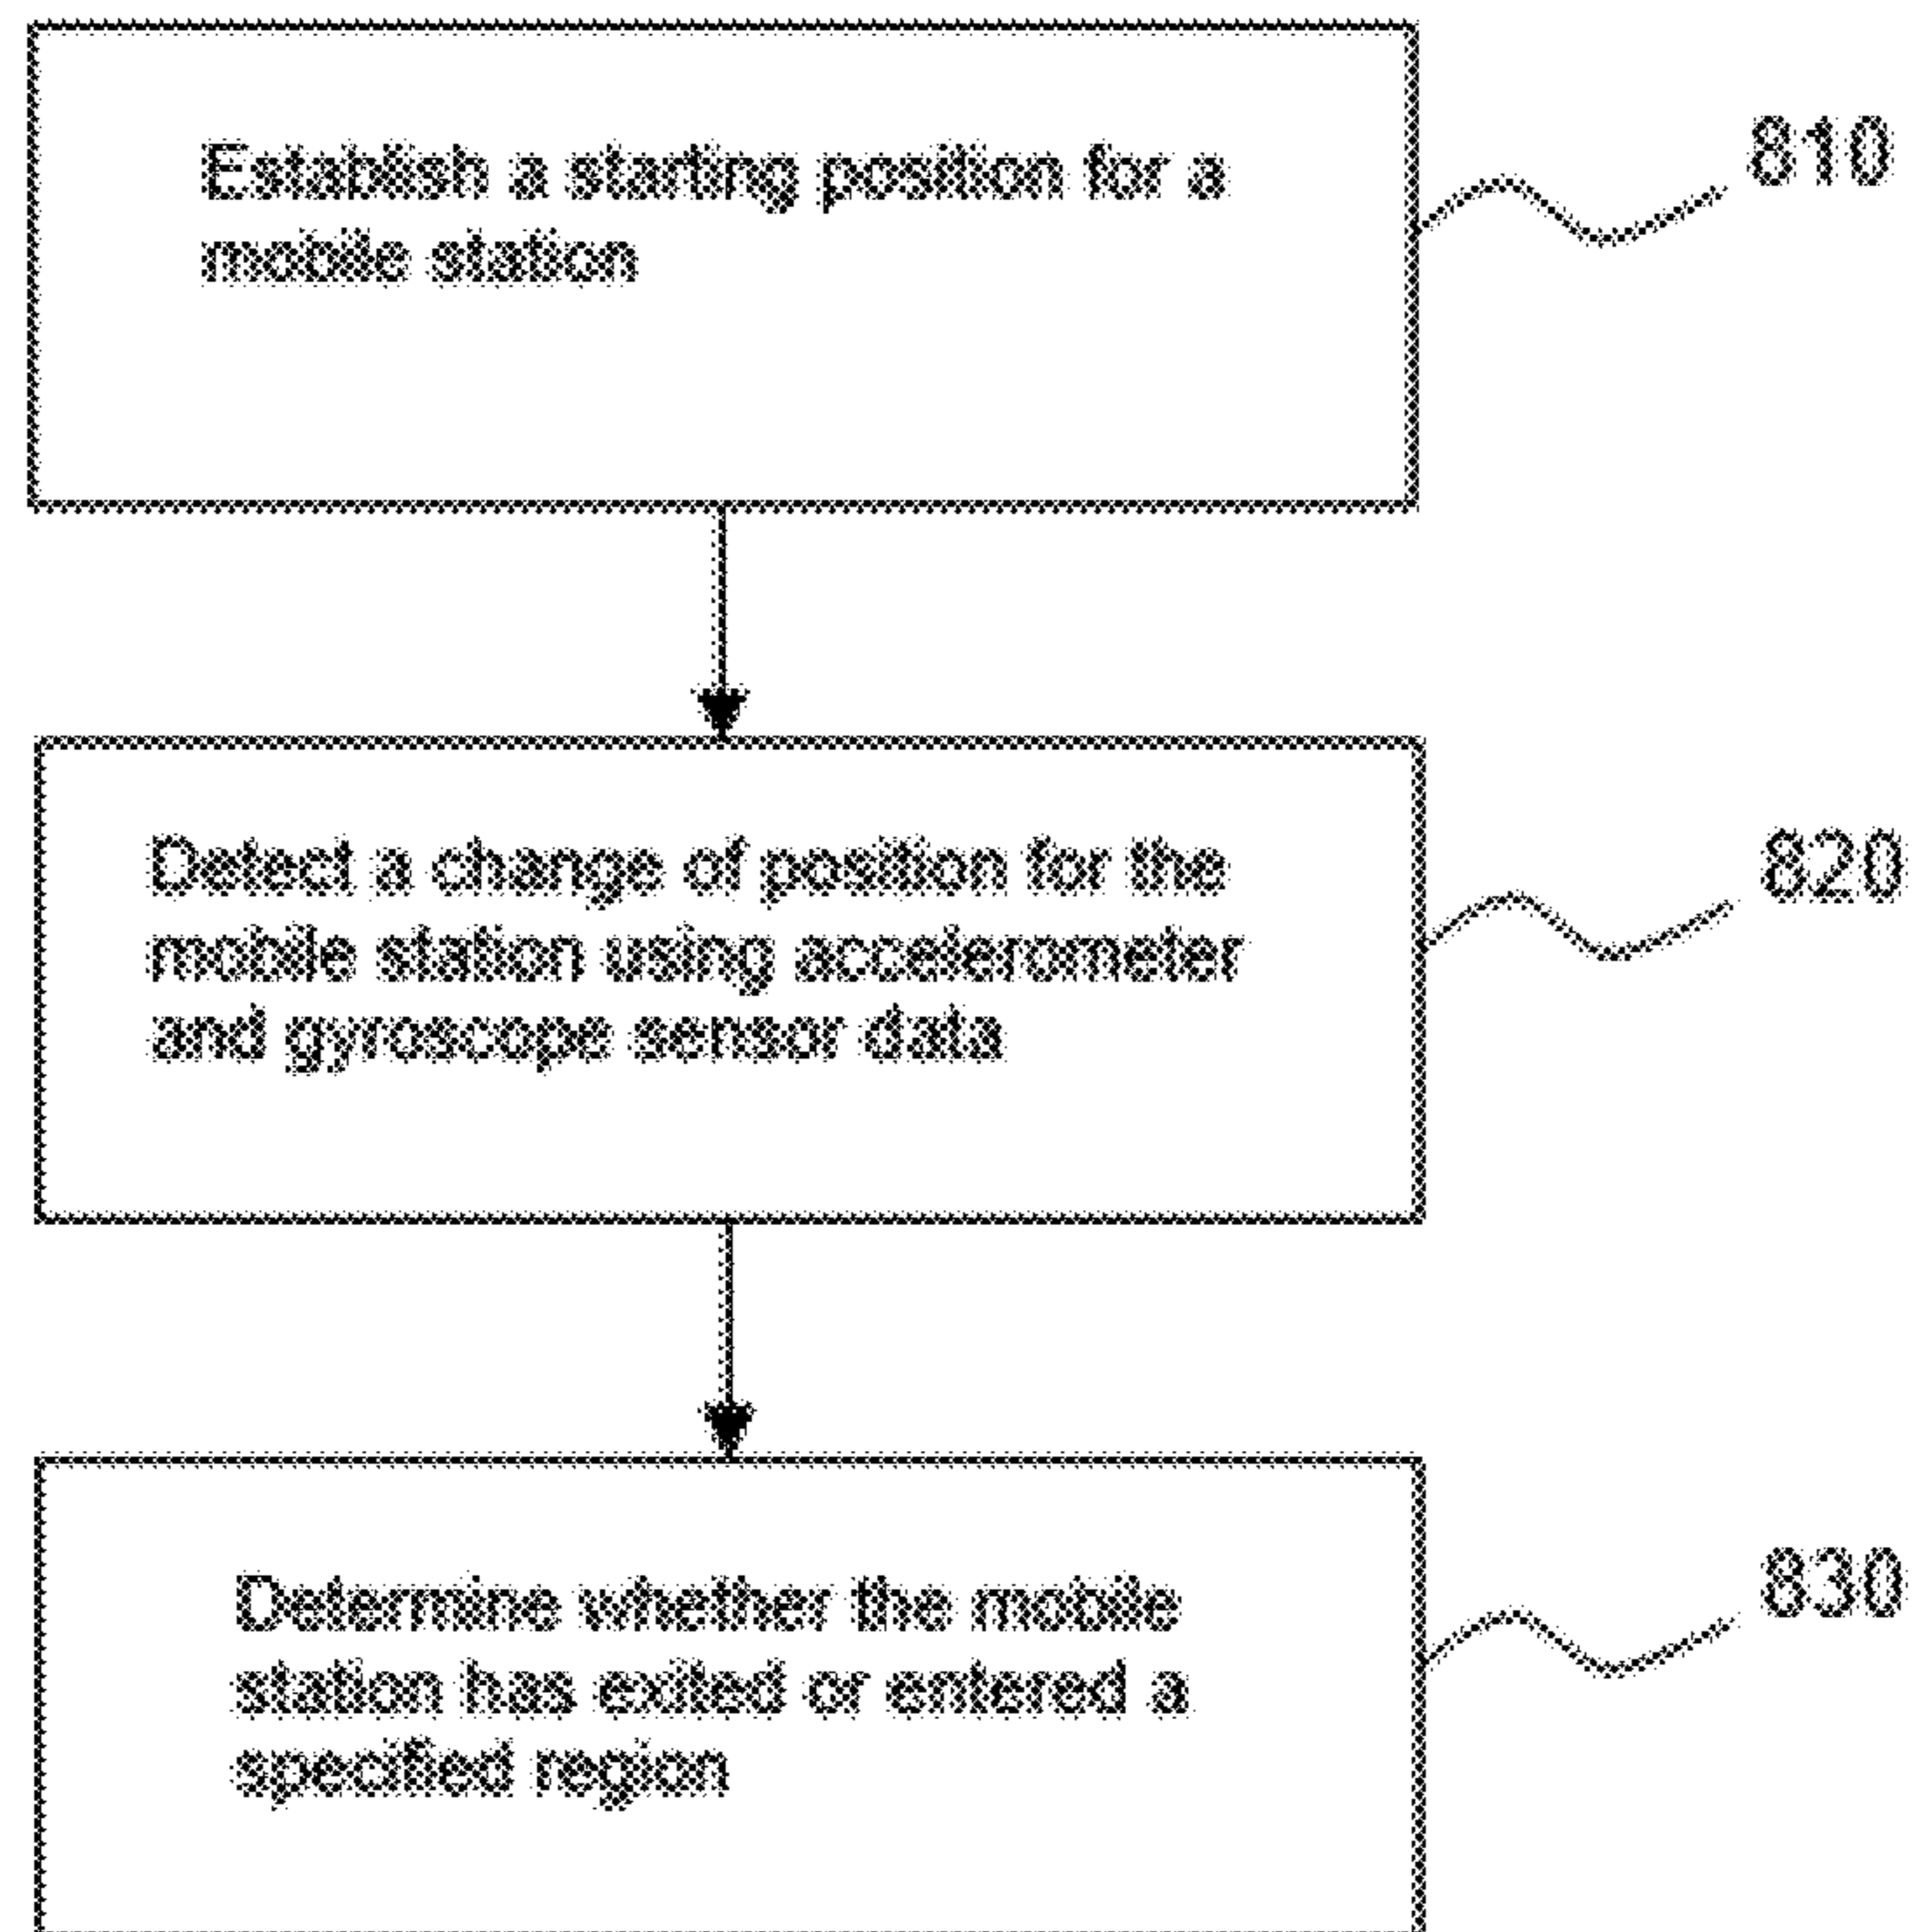 Establish a starting position for a
mobile station
810
Detect a change of position for the
mobile station using accelerometer
and gyroscope sensor data
820
Determine whether the mobile
station has exited or entered a
specified region
830